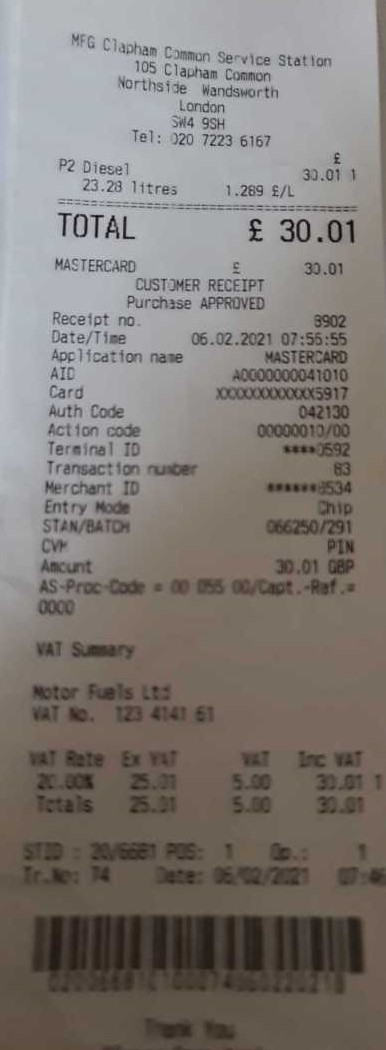 MFG Clapham Common Service Station
105 Clapham Common
Northside Wandsworth
London
SW4 9SH
Tel: 020 7223 6167
£
P2 Diesel 30.01 1
23.28 litres 1.289 £/L
TOTAL £ 30.01
MASTERCARD £ 30.01
CUSTOMER RECEIPT
Purchase APPROVED
Receipt no. 8902
Date/Time 06.02.2021 07:55:55
Application name MASTERCARD
AID A0000000041010
Card XXXXXXXXXXXX5917
Auth Code 042130
Action code 00000010/00
Terminal ID ****0592
Transaction number 83
Merchant ID ******8534
Entry Mode Chip
STAN/BATCH 066250/291
CVM PIN
Amount 30.01 GBP
AS-Proc-Code = 00 055 00/Capt.-Ref.=
0000
VAT Summary
Motor Fuels Ltd
VAT No. 123 4141 61
VAT Rate Ex VAT VAT Inc VAT
20.00% 25.01 5.00 30.01 1
Totals 25.01 5.00 30.01
STID : 20/6681 POS: 1 Op.: 1
Tr.No: 74 Date: 06/02/2021 07:46
Thank You